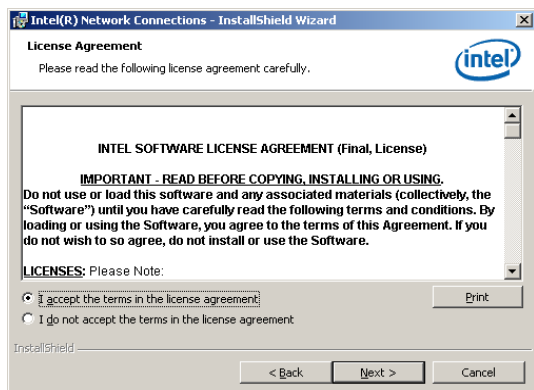 Intel(R) Network Connections - InstallShield Wizard
License Agreement
Please read the following license agreement carefully.
intel
INTEL SOFTWARE LICENSE AGREEMENT (Final, License)
IMPORTANT - READ BEFORE COPYING, INSTALLING OR USING.
Do not use or load this software and any associated materials (collectively, the
“Software”) until you have carefully read the following terms and conditions. By
loading or using the Software, you agree to the terms of this Agreement. If you
do not wish to so agree, do not install or use the Software.
LICENSES: Please Note:
I accept the terms in the license agreement
Print
I do not accept the terms in the license agreement
InstallShield
< Back
Next >
Cancel